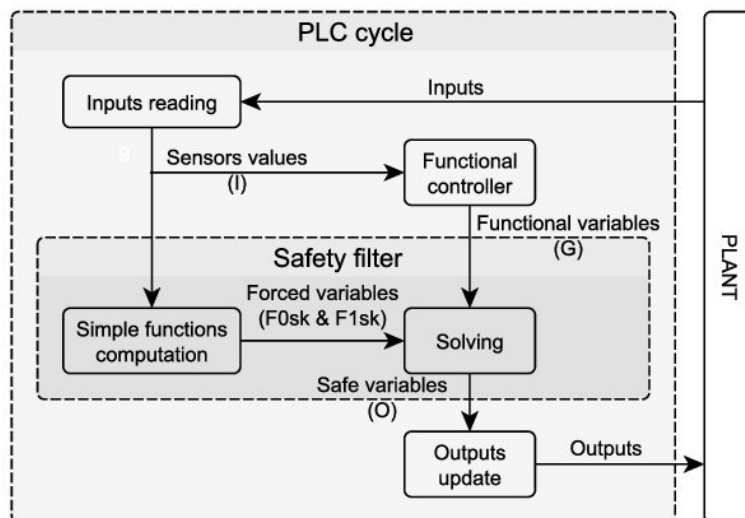 PLC cycle
Inputs reading
Inputs
9
Sensors values
(I)
Functional
controller
Functional variables
(G)
PLANT
Safety filter
Forced variables
(F0sk & F1sk)
Simple functions
computation
Solving
Safe variables
(O)
Outputs
update
Outputs